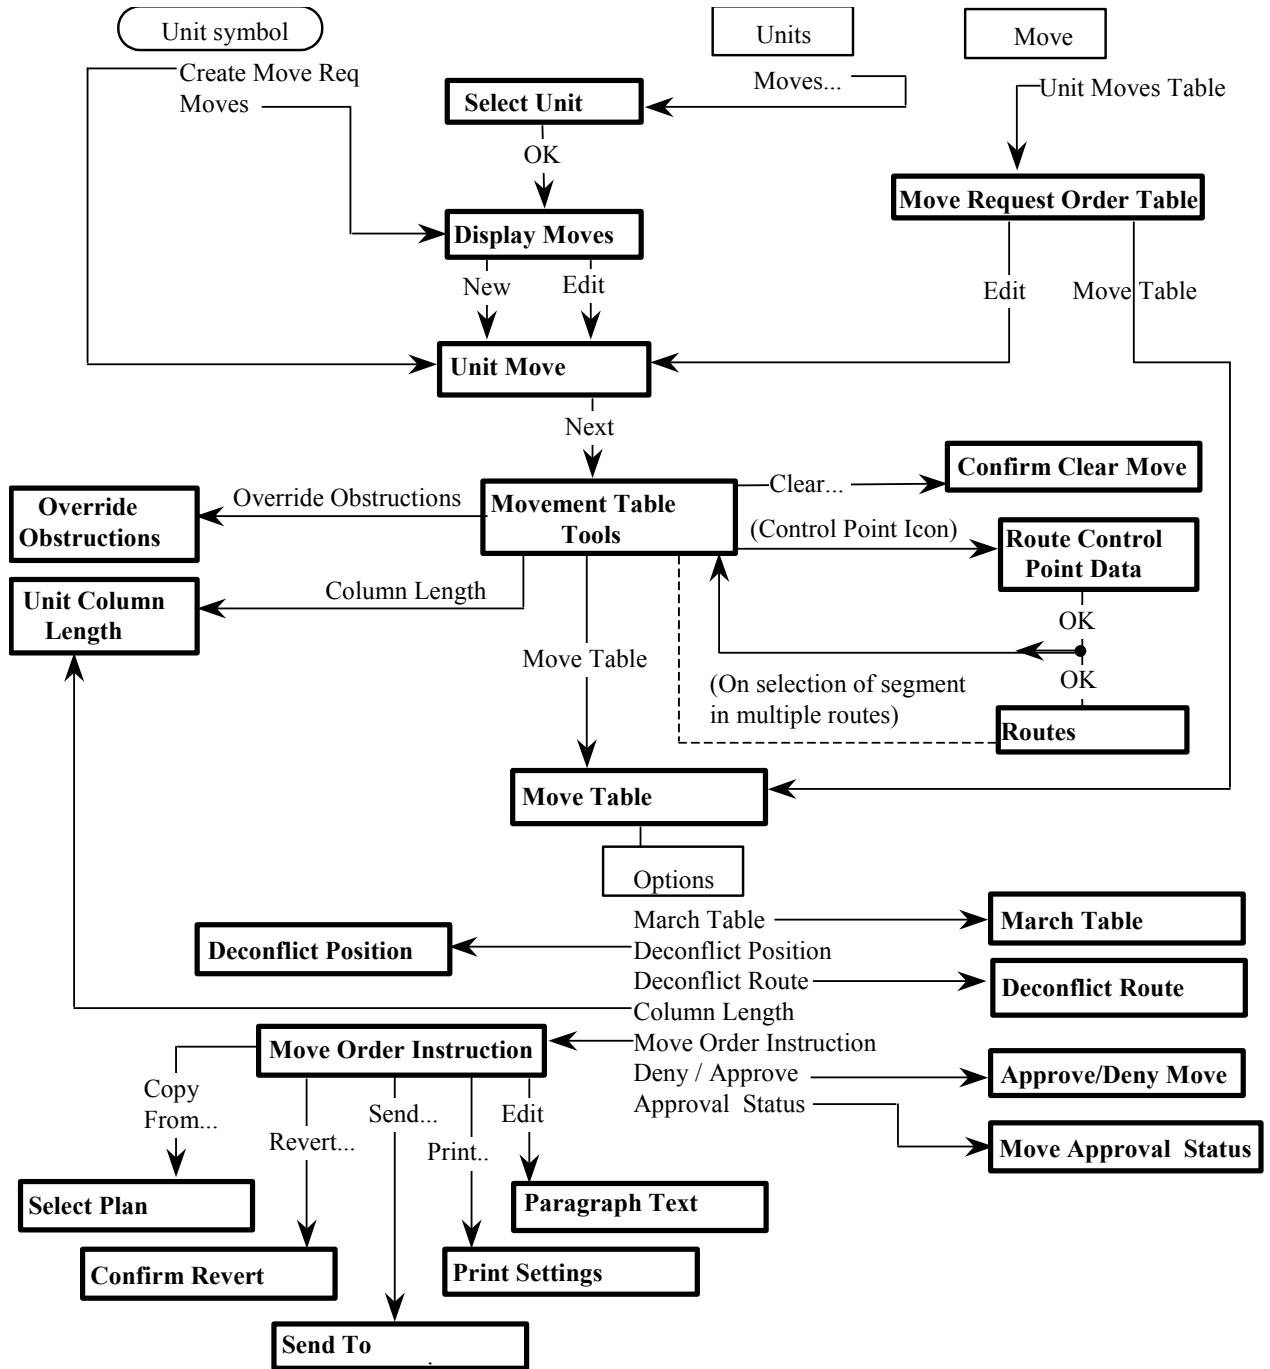 Unit symbol
Units
Move
Create Move Req
Moves
Select Unit
Moves...
Unit Moves Table
OK
Move Request Order Table
Display Moves
New
Edit
Edit
Move Table
Unit Move
Next
Confirm Clear Move
Clear...
Override
Obstructions
Override Obstructions
Movement Table
Tools
(Control Point Icon)
Route Control
Point Data
Unit Column
Length
Column Length
OK
Move Table
(On selection of segment
in multiple routes)
OK
Routes
Move Table
Options
March Table
March Table
Deconflict Position
Deconflict Position
Deconflict Route
Deconflict Route
Column Length
Move Order Instruction
Move Order Instruction
Deny / Approve
Approve/Deny Move
Approval Status
Move Approval Status
Copy
From...
Revert...
Send...
Print..
Edit
Select Plan
Paragraph Text
Confirm Revert
Print Settings
Send To